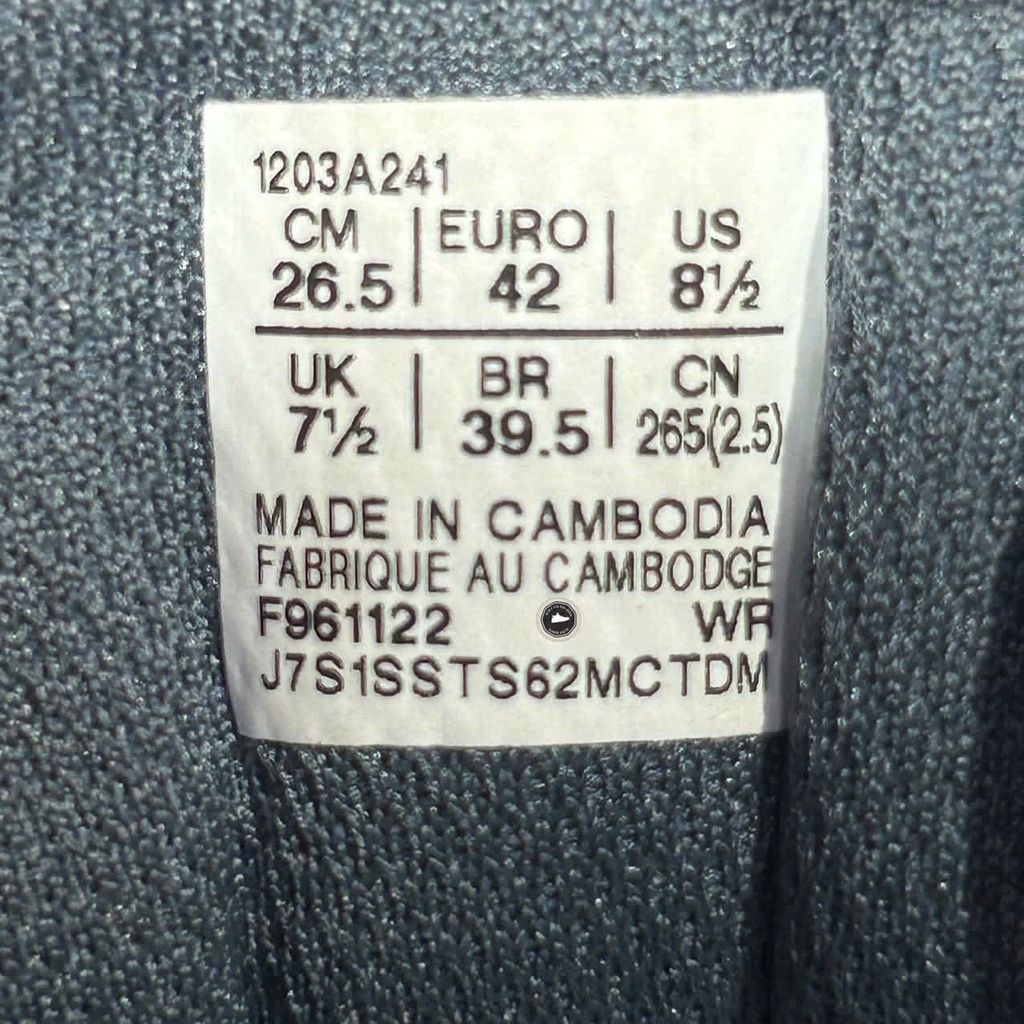 1203A241
CM | EURO | US
26.5 | 42 | 8½
UK | BR | CN
7½ | 39.5 | 265(2.5)
MADE IN CAMBODIA
FABRIQUE AU CAMBODGE
F961122 WR
J7S1SSTS62MCTDM